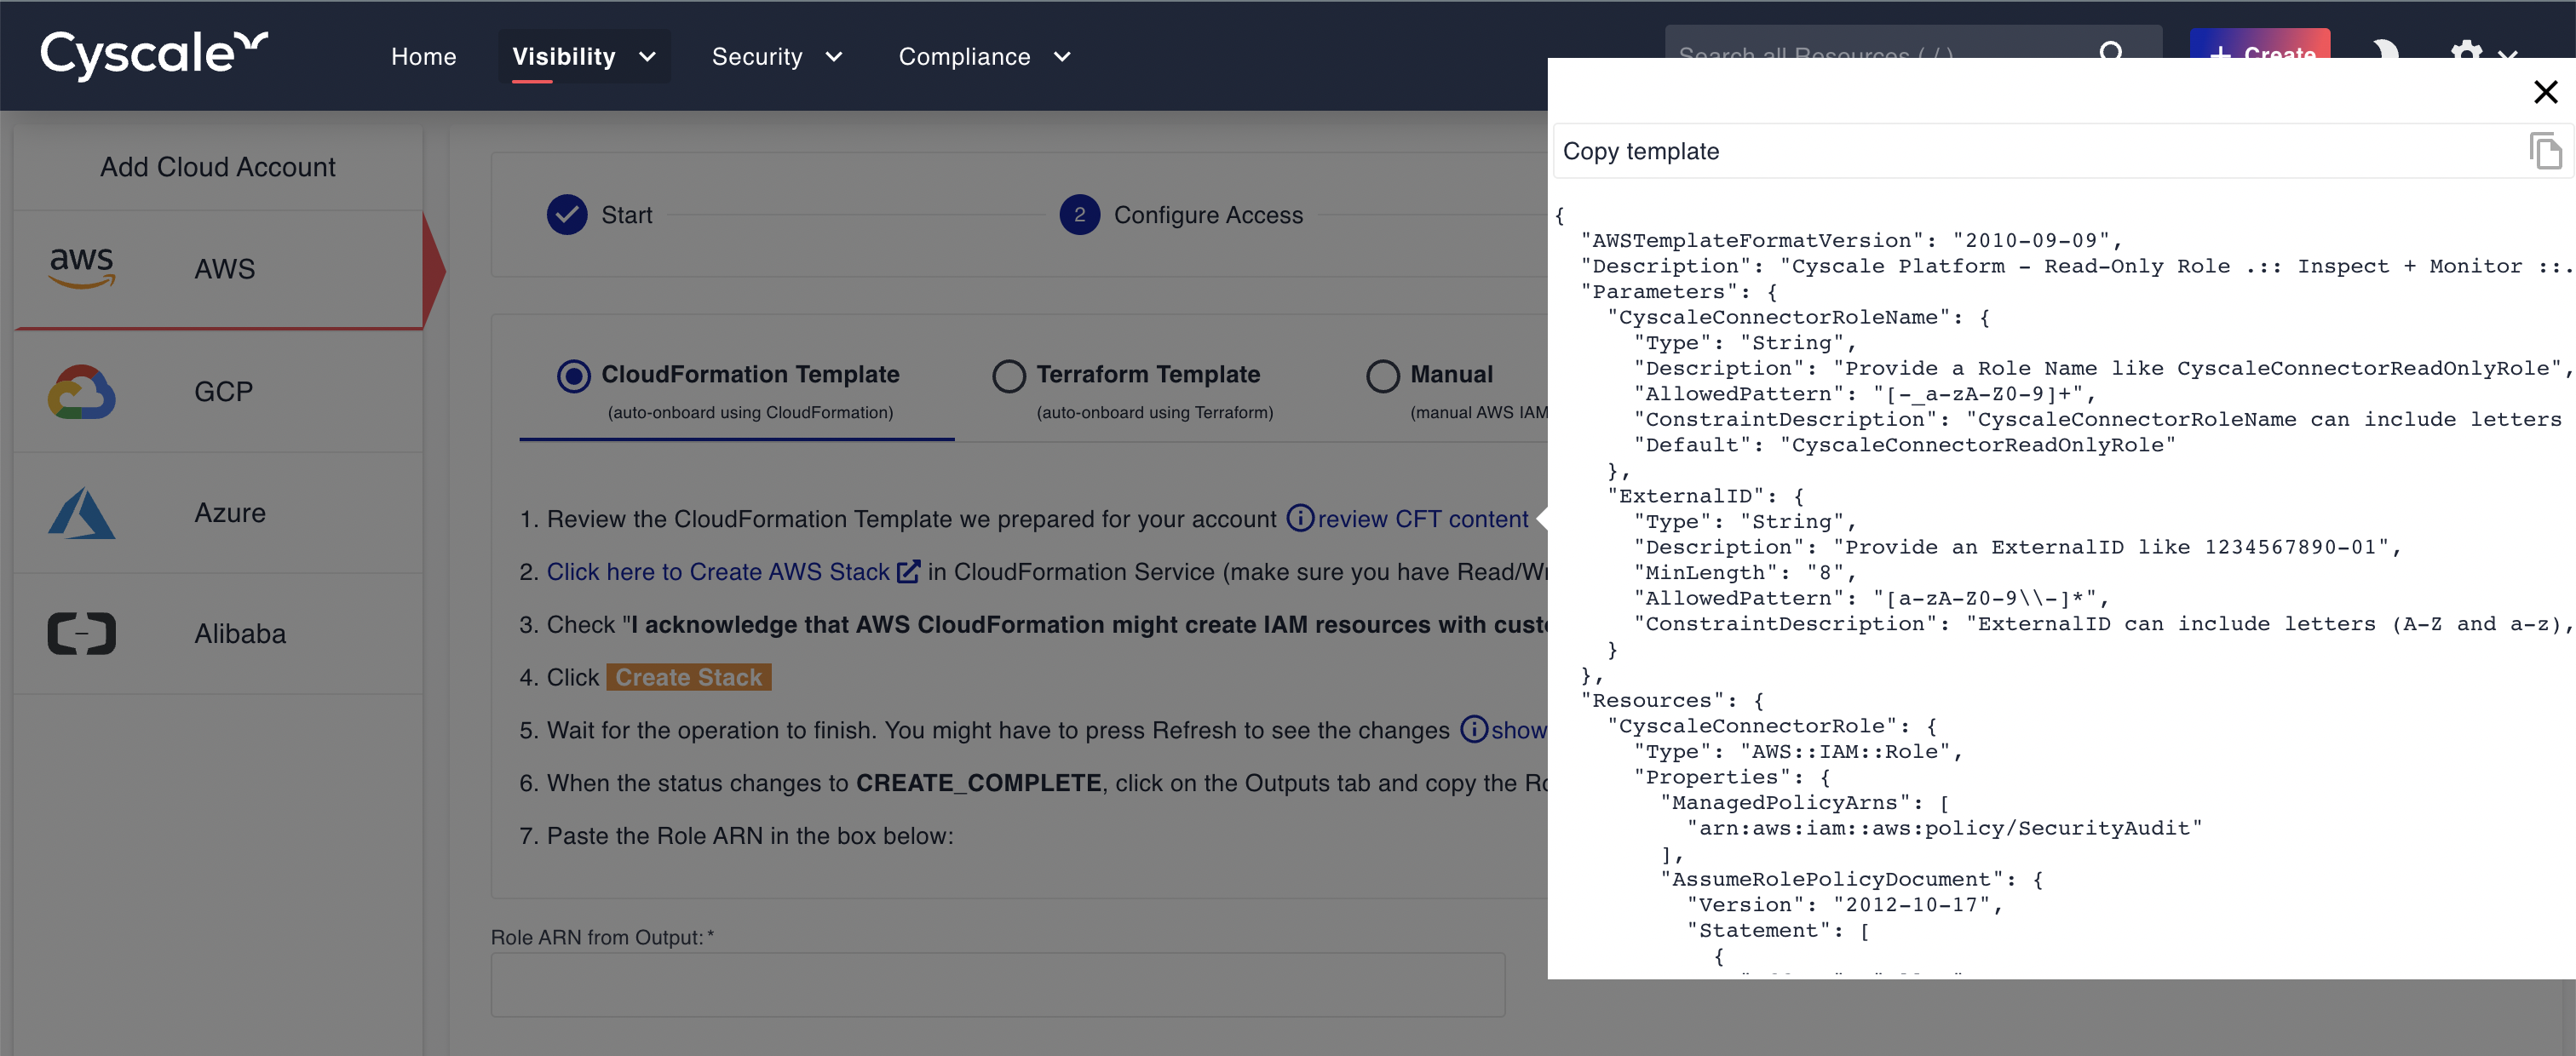 Cyscale
Home
Visibility
Security
Compliance
Search all Resources ( / )
+ Create
Add Cloud Account
aws
AWS
GCP
Azure
Alibaba
Start
2
Configure Access
CloudFormation Template
(auto-onboard using CloudFormation)
Terraform Template
(auto-onboard using Terraform)
Manual
(manual AWS IAM
1. Review the CloudFormation Template we prepared for your account review CFT content
2. Click here to Create AWS Stack in CloudFormation Service (make sure you have Read/Wr
3. Check "I acknowledge that AWS CloudFormation might create IAM resources with custo
4. Click Create Stack
5. Wait for the operation to finish. You might have to press Refresh to see the changes show
6. When the status changes to CREATE_COMPLETE, click on the Outputs tab and copy the Ro
7. Paste the Role ARN in the box below:
Role ARN from Output:*
Copy template
{
"AWSTemplateFormatVersion": "2010-09-09",
"Description": "Cyscale Platform - Read-Only Role .:: Inspect + Monitor ::.
"Parameters": {
"CyscaleConnectorRoleName": {
"Type": "String",
"Description": "Provide a Role Name like CyscaleConnectorReadOnlyRole",
"AllowedPattern": "[-_a-zA-Z0-9]+",
"ConstraintDescription": "CyscaleConnectorRoleName can include letters
"Default": "CyscaleConnectorReadOnlyRole"
},
"ExternalID": {
"Type": "String",
"Description": "Provide an ExternalID like 1234567890-01",
"MinLength": "8",
"AllowedPattern": "[a-zA-Z0-9\\-]*",
"ConstraintDescription": "ExternalID can include letters (A-Z and a-z),
}
},
"Resources": {
"CyscaleConnectorRole": {
"Type": "AWS::IAM::Role",
"Properties": {
"ManagedPolicyArns": [
"arn:aws:iam::aws:policy/SecurityAudit"
],
"AssumeRolePolicyDocument": {
"Version": "2012-10-17",
"Statement": [
{